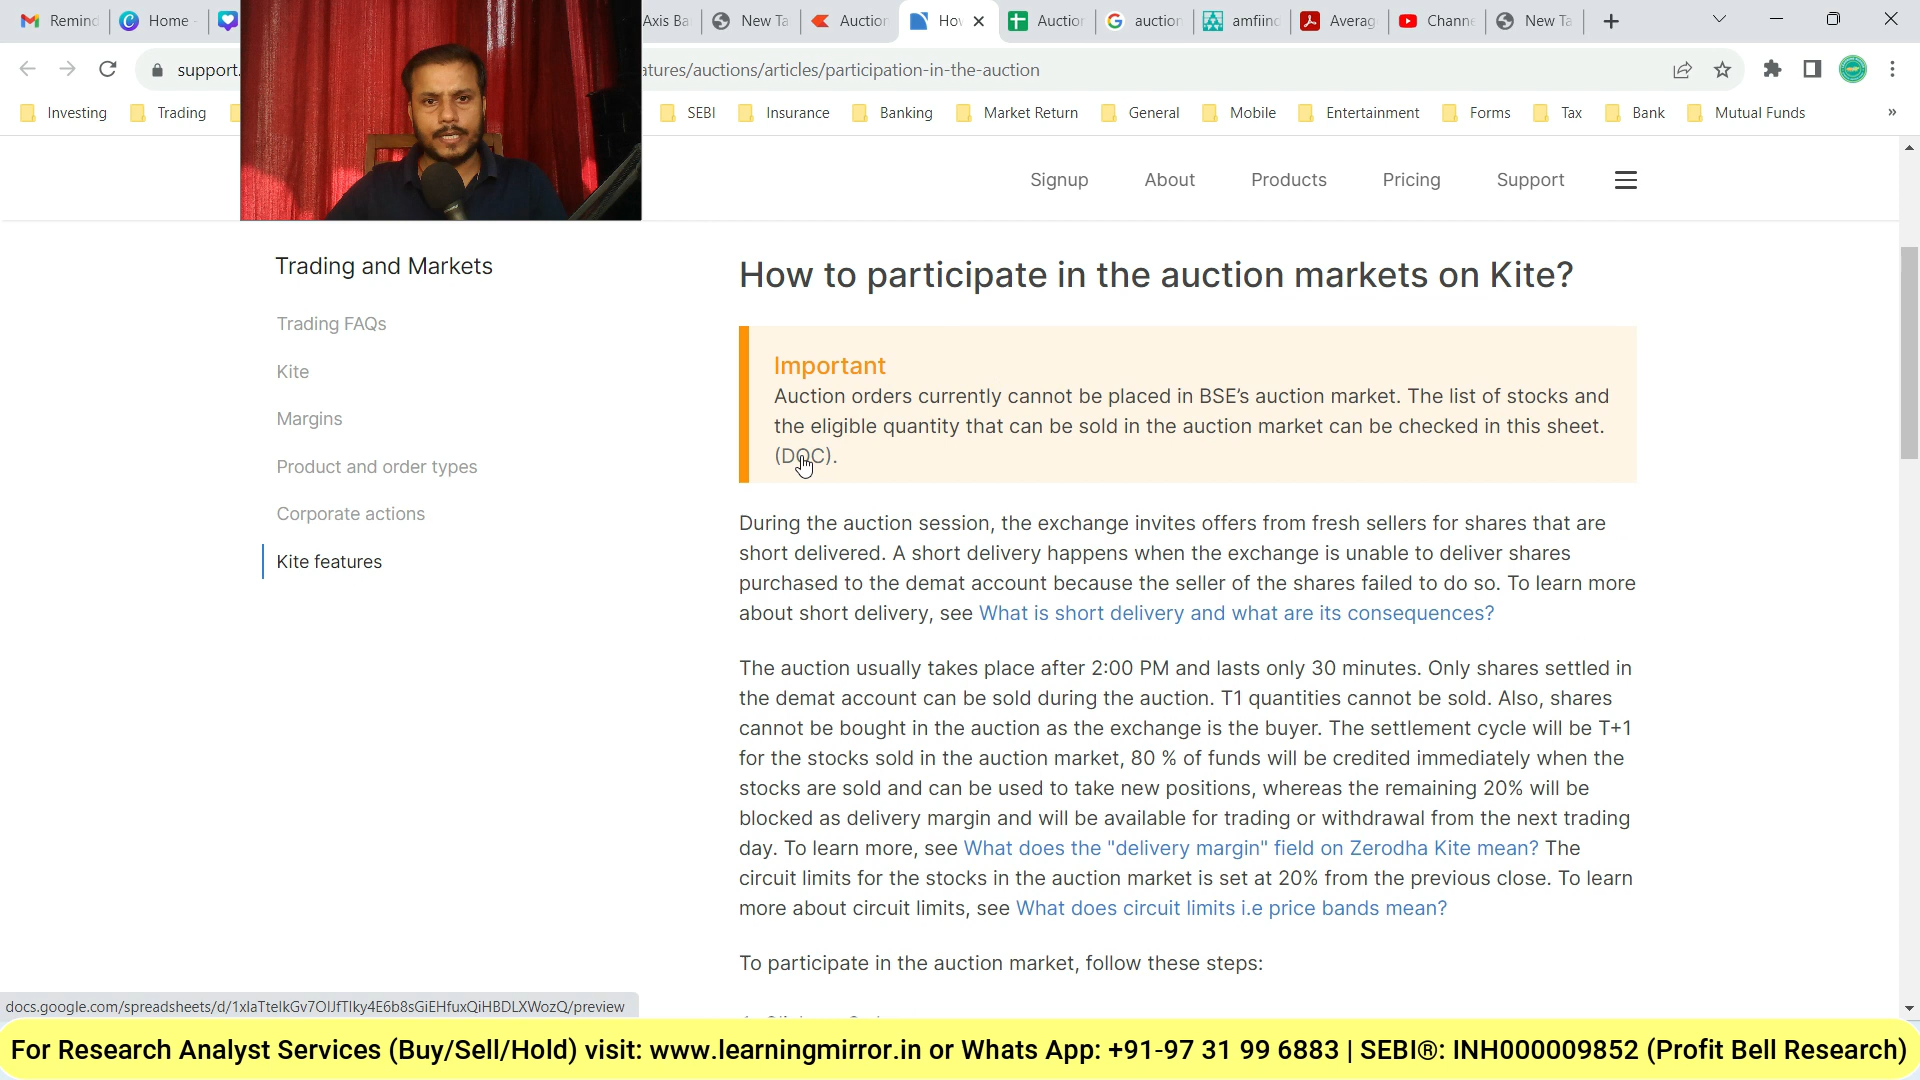 Remind
Home
Axis Ba
New Ta
Auction
How
Auction
auction
amfiind
Averag
Channe
New Ta
support.
atures/auctions/articles/participation-in-the-auction
Investing
Trading
SEBI
Insurance
Banking
Market Return
General
Mobile
Entertainment
Forms
Tax
Bank
Mutual Funds
»
Signup
About
Products
Pricing
Support
Trading and Markets
Trading FAQs
Kite
Margins
Product and order types
Corporate actions
Kite features
How to participate in the auction markets on Kite?
Important
Auction orders currently cannot be placed in BSE's auction market. The list of stocks and
the eligible quantity that can be sold in the auction market can be checked in this sheet.
(DOC).
During the auction session, the exchange invites offers from fresh sellers for shares that are
short delivered. A short delivery happens when the exchange is unable to deliver shares
purchased to the demat account because the seller of the shares failed to do so. To learn more
about short delivery, see What is short delivery and what are its consequences?
The auction usually takes place after 2:00 PM and lasts only 30 minutes. Only shares settled in
the demat account can be sold during the auction. T1 quantities cannot be sold. Also, shares
cannot be bought in the auction as the exchange is the buyer. The settlement cycle will be T+1
for the stocks sold in the auction market, 80 % of funds will be credited immediately when the
stocks are sold and can be used to take new positions, whereas the remaining 20% will be
blocked as delivery margin and will be available for trading or withdrawal from the next trading
day. To learn more, see What does the "delivery margin" field on Zerodha Kite mean? The
circuit limits for the stocks in the auction market is set at 20% from the previous close. To learn
more about circuit limits, see What does circuit limits i.e price bands mean?
To participate in the auction market, follow these steps:
For Research Analyst Services (Buy/Sell/Hold) visit: www.learningmirror.in or Whats App: +91-97 31 99 6883 | SEBI®: INH000009852 (Profit Bell Research)